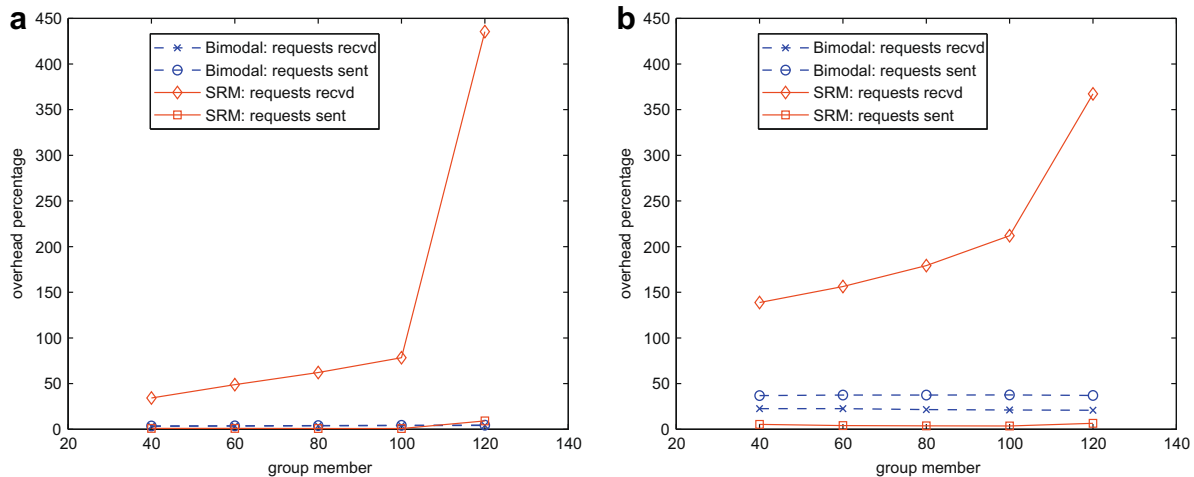 a
450
400
350
300
250
200
150
100
50
0
overhead percentage
Bimodal: requests recvd
Bimodal: requests sent
SRM: requests recvd
SRM: requests sent
20 40 60 80 100 120 140
group member
b
450
400
350
300
250
200
150
100
50
0
overhead percentage
Bimodal: requests recvd
Bimodal: requests sent
SRM: requests recvd
SRM: requests sent
20 40 60 80 100 120 140
group member